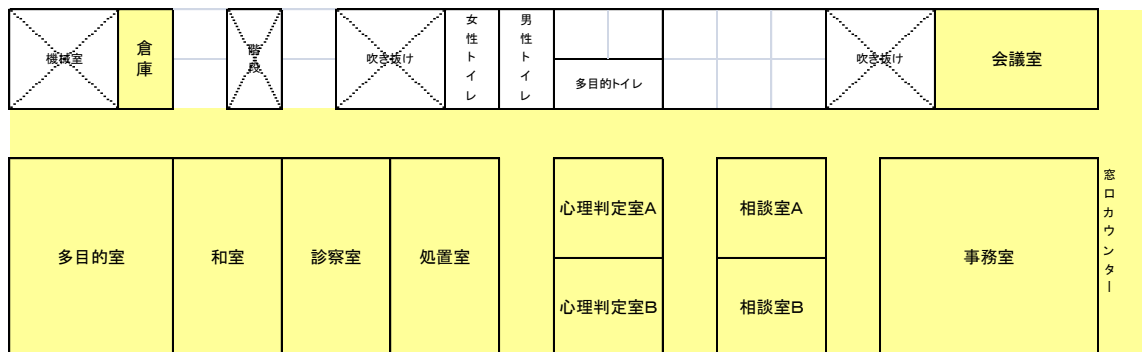 機械室
倉庫
階段
吹き抜け
女性トイレ
男性トイレ
多目的トイレ
吹き抜け
会議室
多目的室
和室
診察室
処置室
心理判定室A
相談室A
事務室
窓口カウンター
心理判定室B
相談室B